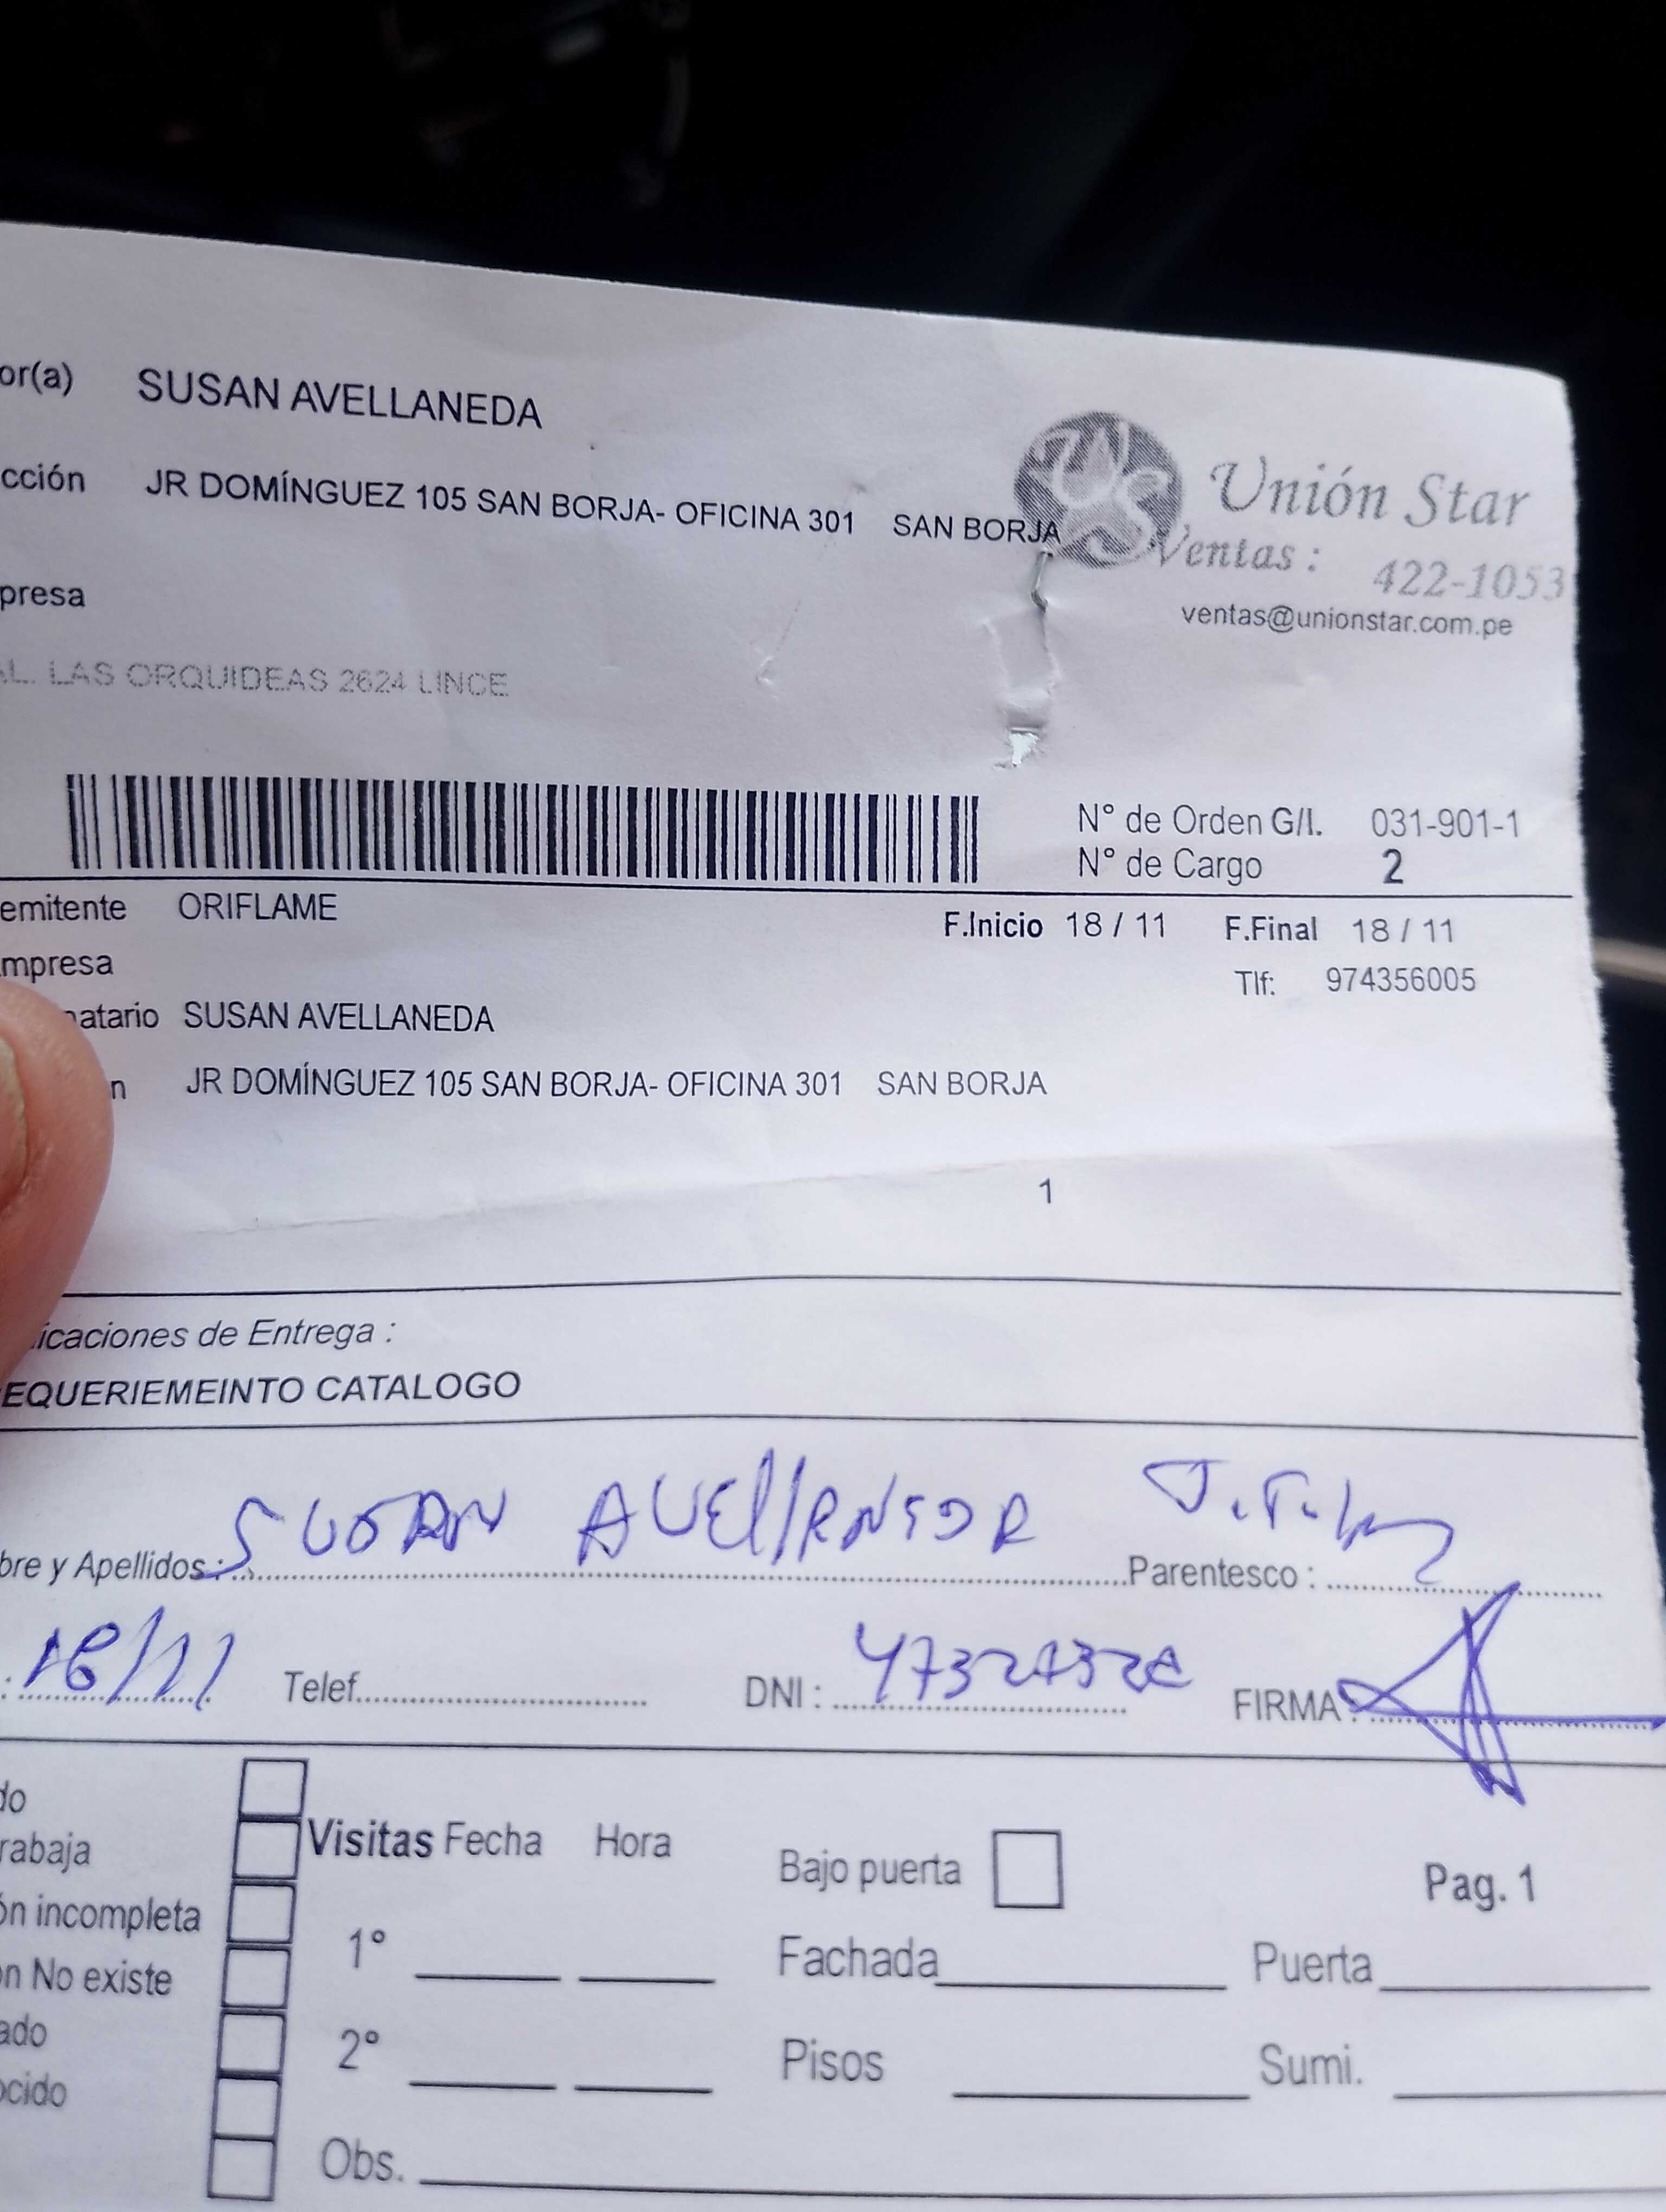 or(a) SUSAN AVELLANEDA
cción JR DOMÍNGUEZ 105 SAN BORJA- OFICINA 301 SAN BORJA
Unión Star
Ventas : 422-1053
ventas@unionstar.com.pe
presa
AL. LAS ORQUIDEAS 2624 LINCE
N° de Orden G/I. 031-901-1
N° de Cargo 2
emitente ORIFLAME
F.Inicio 18 / 11 F.Final 18 / 11
mpresa
Tlf: 974356005
natario SUSAN AVELLANEDA
n JR DOMÍNGUEZ 105 SAN BORJA- OFICINA 301 SAN BORJA
1
icaciones de Entrega :
EQUERIEMEINTO CATALOGO
bre y Apellidos : SUSAN AVEllANEDA Parentesco :
: 18/11 Telef. DNI : FIRMA :
do
rabaja
ón incompleta
n No existe
ado
ocido
Visitas Fecha Hora
Bajo puerta
Pag. 1
1° Fachada Puerta
2° Pisos Sumi.
Obs.